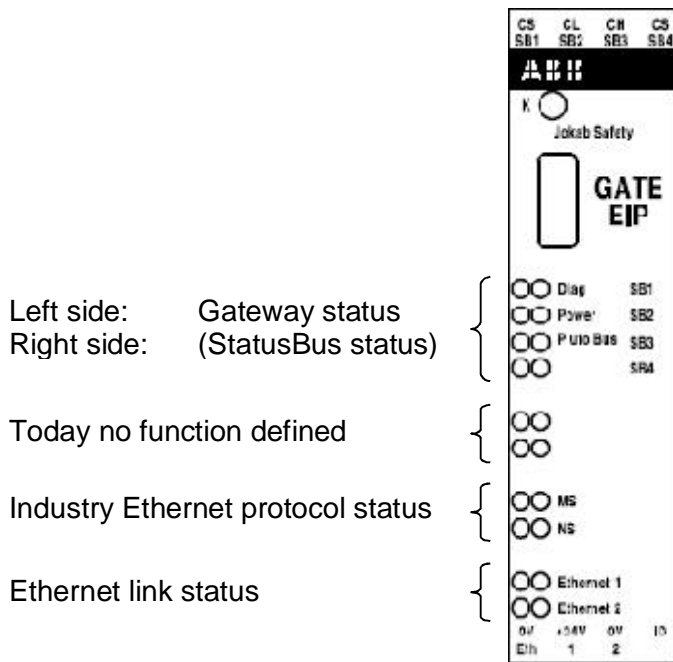 CS CL CH CS
SB1 SB2 SB3 SB4
ABB
K
Jokab Safety
GATE
EIP
Left side: Gateway status
Right side: (StatusBus status)
Diag SB1
Power SB2
Pluto Bus SB3
SB4
Today no function defined
Industry Ethernet protocol status
MS
NS
Ethernet link status
Ethernet 1
Ethernet 2
0V +24V 0V ID
Eth 1 2